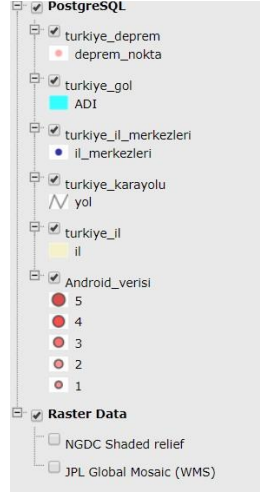 PostgreSQL
turkiye_deprem
deprem_nokta
turkiye_gol
ADI
turkiye_il_merkezleri
il_merkezleri
turkiye_karayolu
yol
turkiye_il
il
Android_verisi
5
4
3
2
1
Raster Data
NGDC Shaded relief
JPL Global Mosaic (WMS)